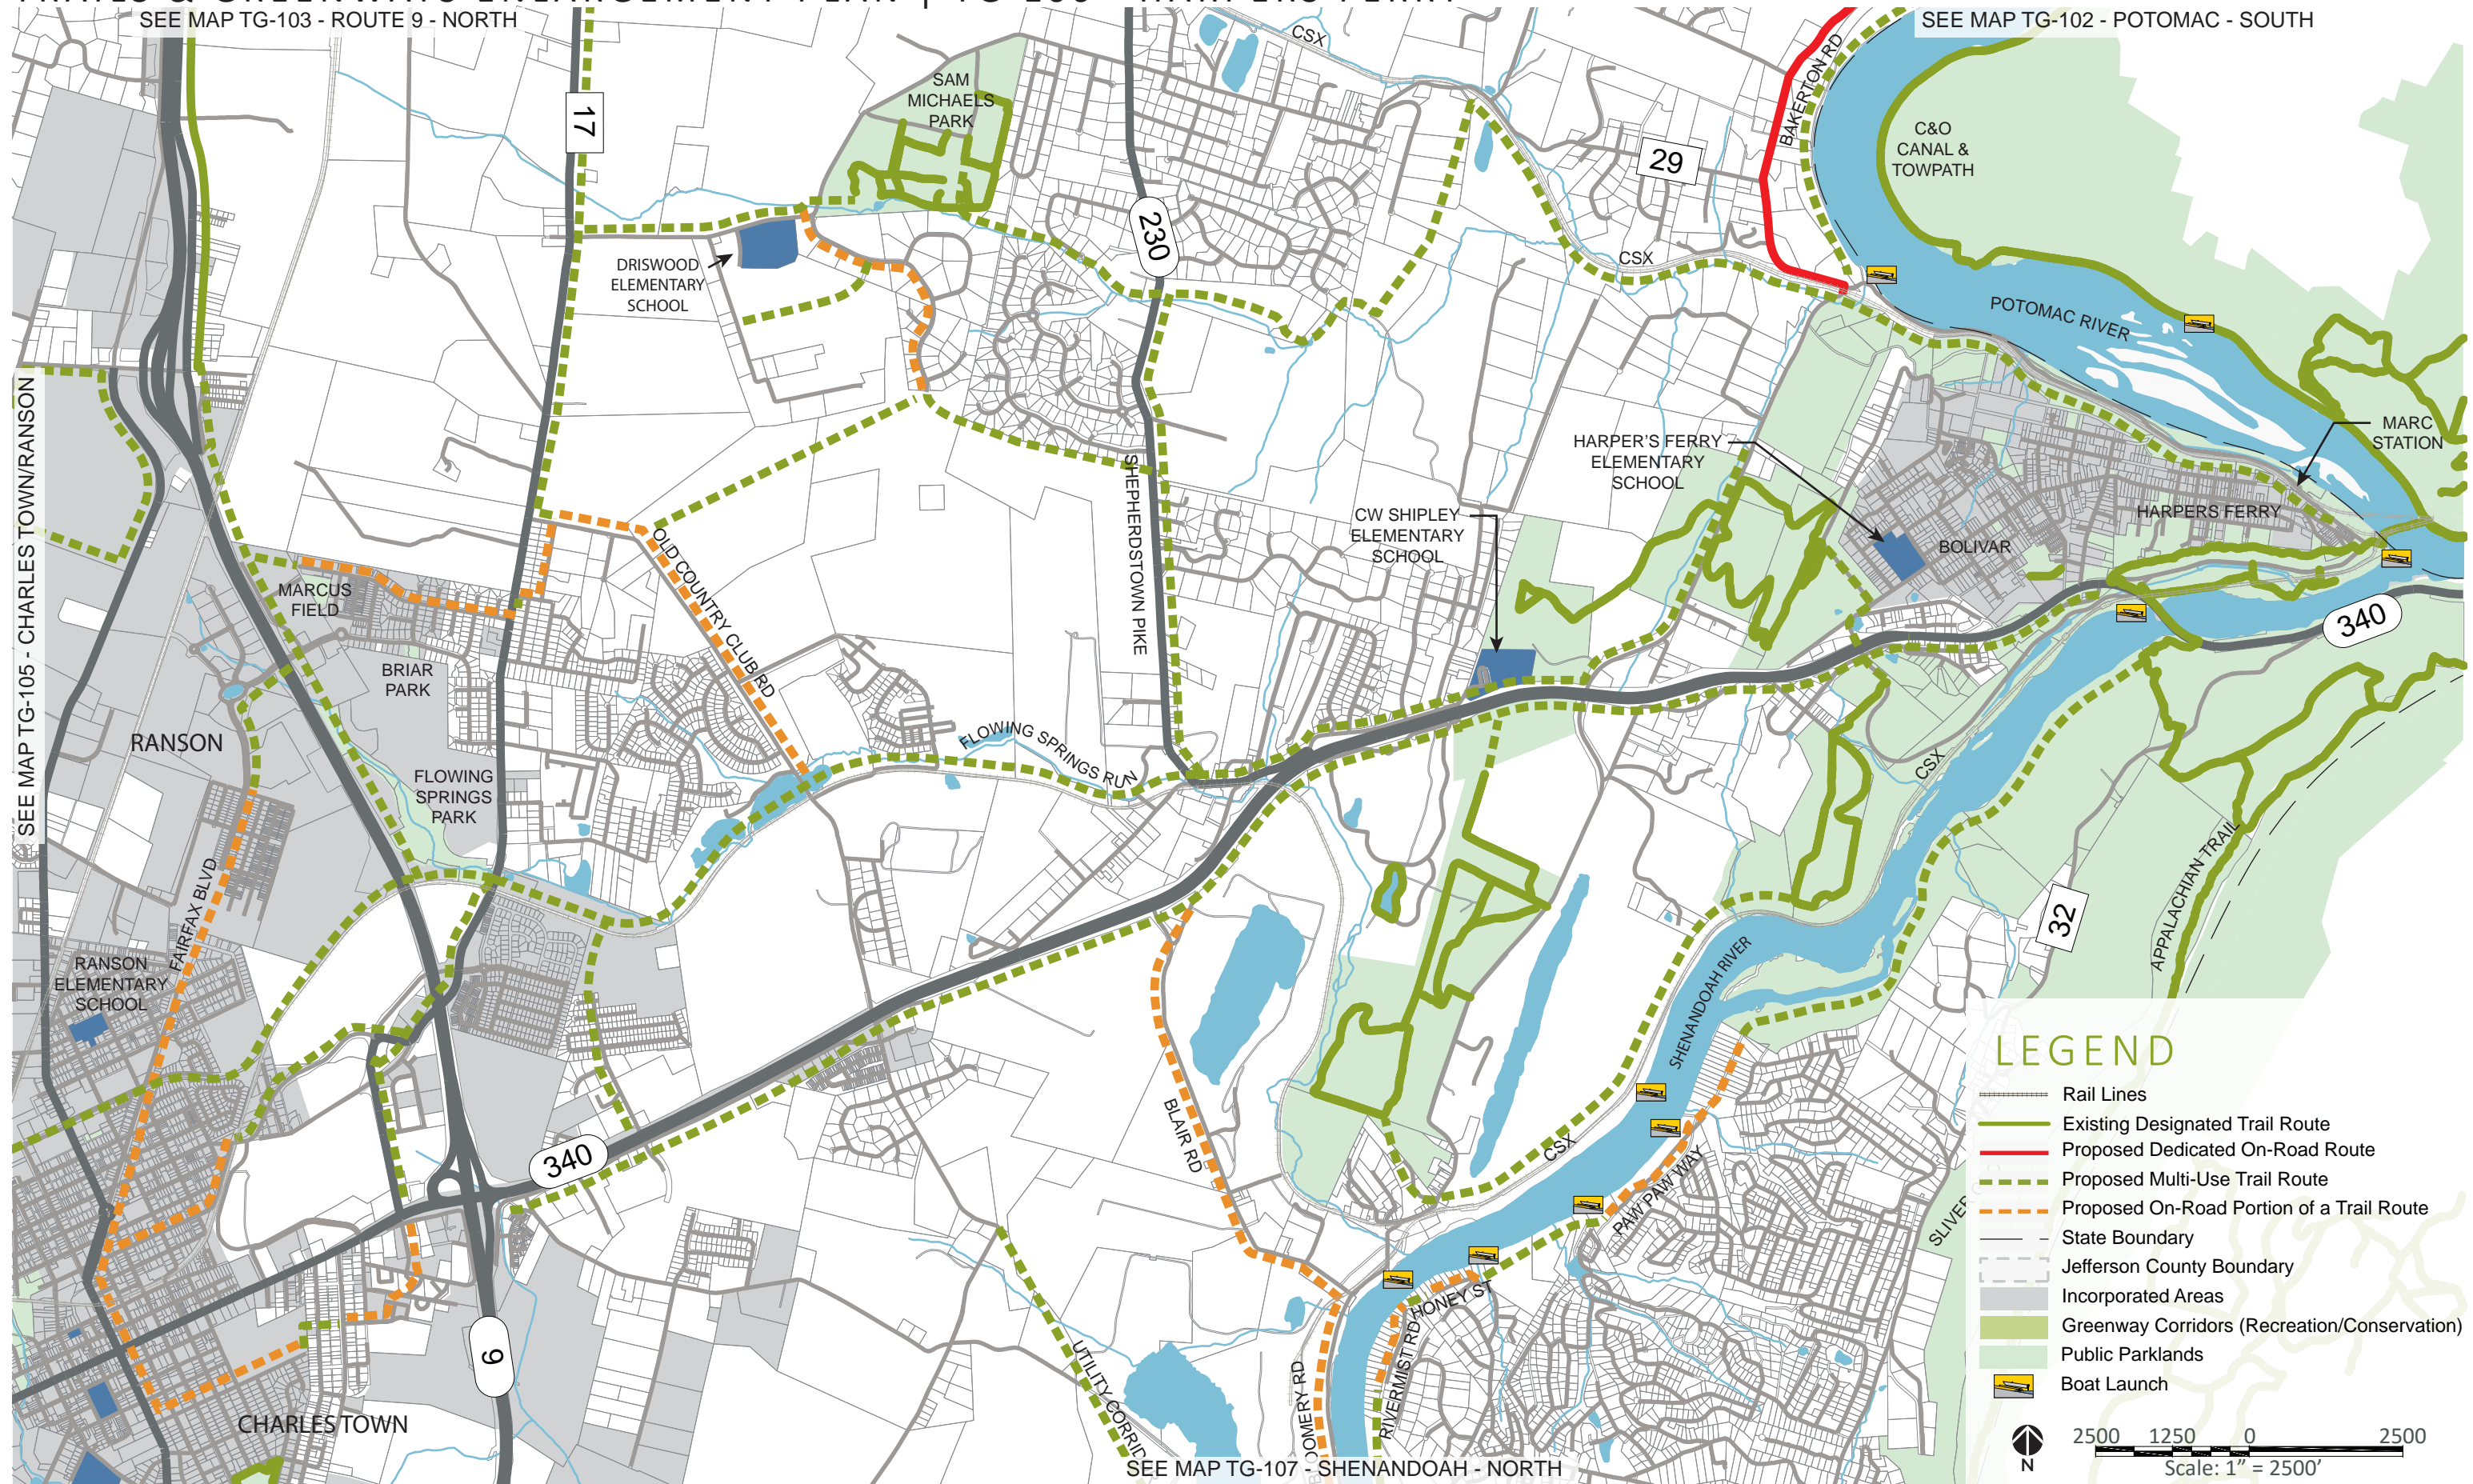 SEE MAP TG-103 - ROUTE 9 - NORTH
SEE MAP TG-102 - POTOMAC - SOUTH
CSX
BAKERTON RD
SAM
MICHAELS
PARK
17
C&O
CANAL &
TOWPATH
29
230
CSX
DRISWOOD
ELEMENTARY
SCHOOL
POTOMAC RIVER
SEE MAP TG-105 - CHARLES TOWN/RANSON
MARC
STATION
HARPER'S FERRY
ELEMENTARY
SCHOOL
SHEPHERDSTOWN PIKE
CW SHIPLEY
ELEMENTARY
SCHOOL
HARPERS FERRY
BOLIVAR
OLD COUNTRY CLUB RD
MARCUS
FIELD
340
BRIAR
PARK
RANSON
FLOWING SPRINGS RUN
CSX
FLOWING
SPRINGS
PARK
APPALACHIAN TRAIL
FAIRFAX BLVD
32
RANSON
ELEMENTARY
SCHOOL
SHENANDOAH RIVER
BLAIR RD
340
CSX
PAW PAW WAY
HONEY ST
RIVERMIST RD
9
CHARLES TOWN
SEE MAP TG-107 - SHENANDOAH - NORTH
LEGEND
Rail Lines
Existing Designated Trail Route
Proposed Dedicated On-Road Route
Proposed Multi-Use Trail Route
Proposed On-Road Portion of a Trail Route
State Boundary
Jefferson County Boundary
Incorporated Areas
Greenway Corridors (Recreation/Conservation)
Public Parklands
Boat Launch
N
2500 1250 0 2500
Scale: 1" = 2500'